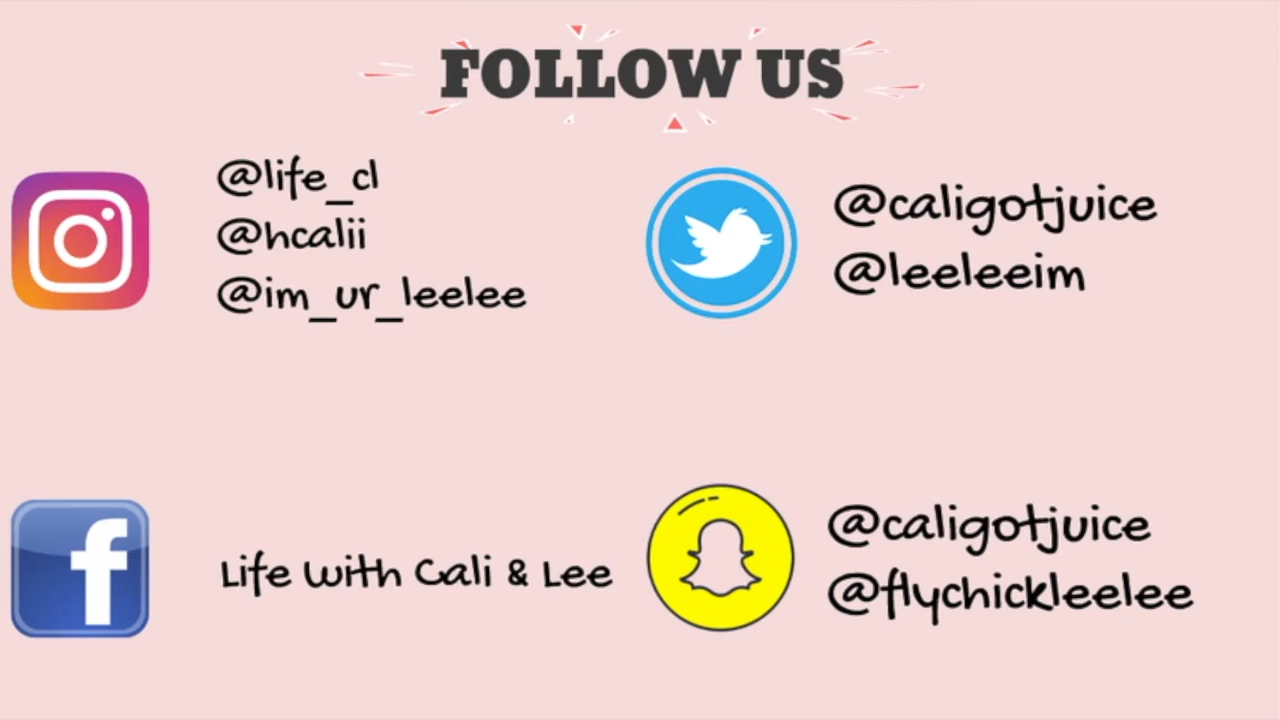 FOLLOW US
@life_cl
@hcalii
@im_ur_leelee
@caligotjuice
@leeleeim
Life with Cali & Lee
@caligotjuice
@flychickleelee